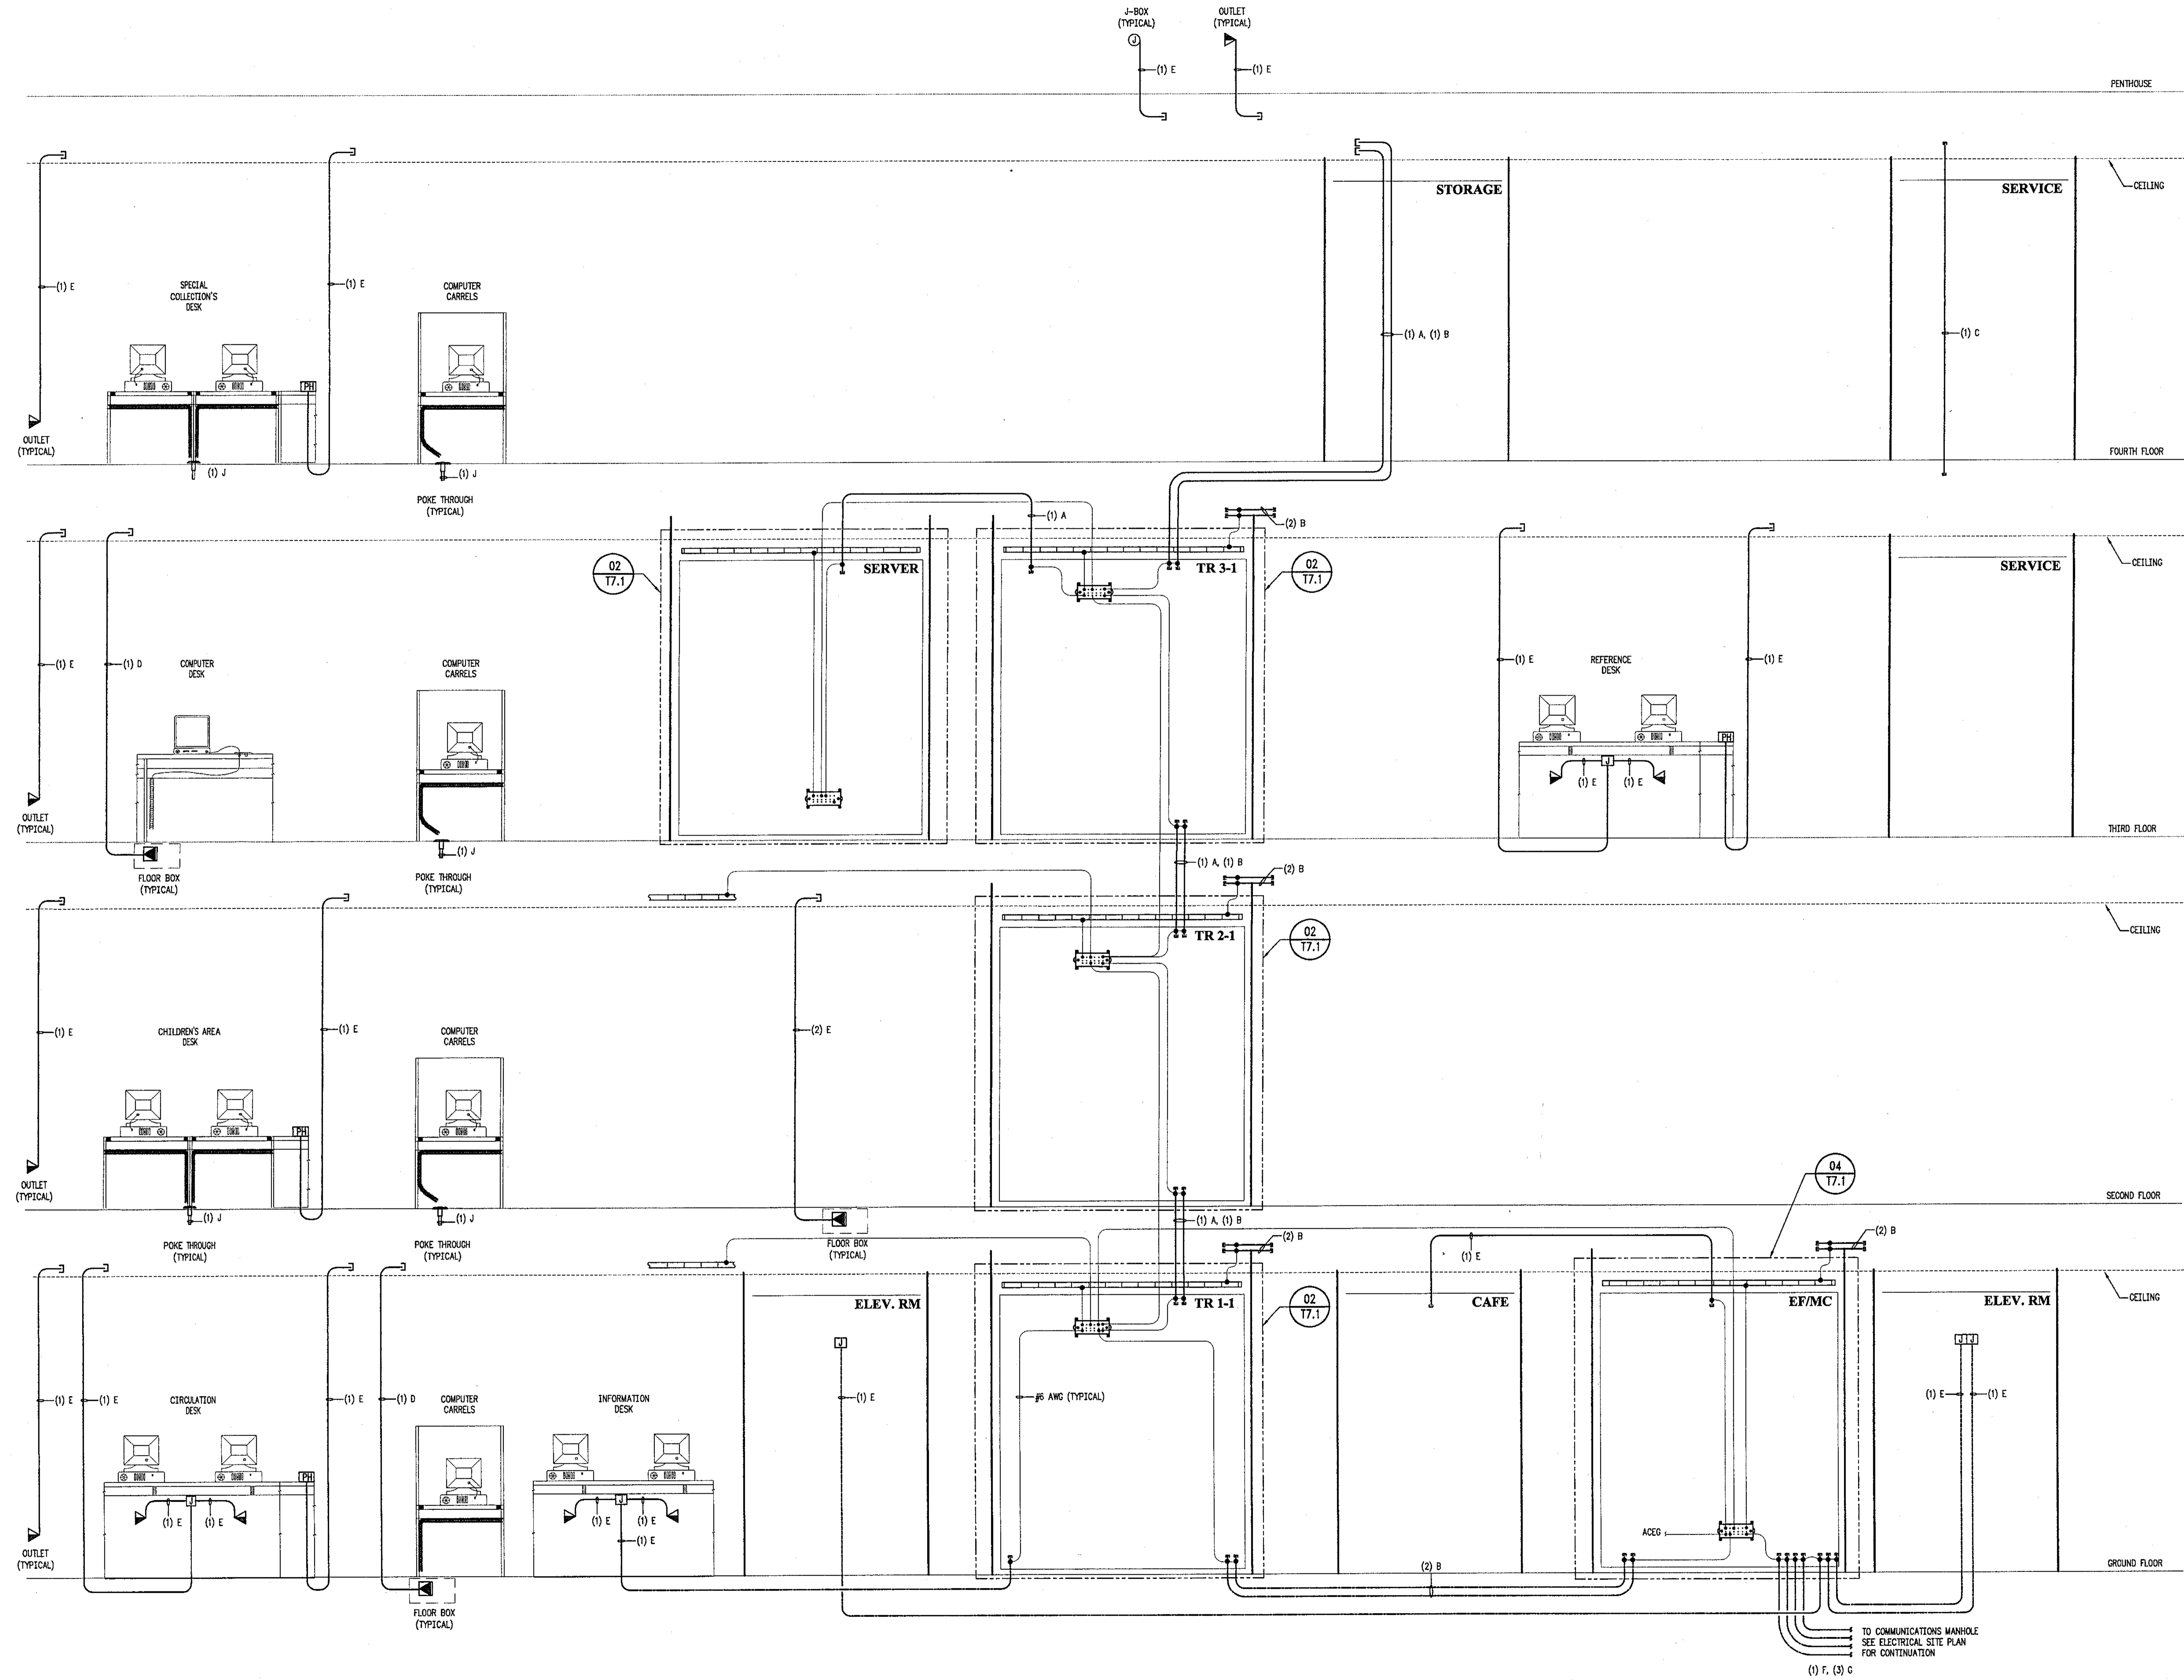 J-BOX
(TYPICAL)
OUTLET
(TYPICAL)
J
(1) E
(1) E
PENTHOUSE
STORAGE
SERVICE
CEILING
(1) E
SPECIAL
COLLECTION'S
DESK
(1) E
COMPUTER
CARRELS
(1) A, (1) B
(1) C
PH
OUTLET
(TYPICAL)
(1) J
(1) J
FOURTH FLOOR
POKE THROUGH
(TYPICAL)
(1) A
(2) B
02
T7.1
SERVER
TR 3-1
02
T7.1
SERVICE
CEILING
(1) E
(1) D
COMPUTER
DESK
COMPUTER
CARRELS
(1) E
REFERENCE
DESK
(1) E
PH
J
(1) E
(1) E
OUTLET
(TYPICAL)
THIRD FLOOR
(1) J
FLOOR BOX
(TYPICAL)
POKE THROUGH
(TYPICAL)
(1) A, (1) B
(2) B
TR 2-1
02
T7.1
CEILING
(1) E
CHILDREN'S AREA
DESK
(1) E
COMPUTER
CARRELS
(2) E
PH
OUTLET
(TYPICAL)
04
T7.1
SECOND FLOOR
(1) J
(1) J
(1) A, (1) B
POKE THROUGH
(TYPICAL)
POKE THROUGH
(TYPICAL)
FLOOR BOX
(TYPICAL)
(2) B
(1) E
(2) B
ELEV. RM
TR 1-1
02
T7.1
CAFE
EF/MC
ELEV. RM
CEILING
J
J J
(1) E
(1) E
CIRCULATION
DESK
(1) E
(1) D
COMPUTER
CARRELS
INFORMATION
DESK
(1) E
#6 AWG (TYPICAL)
(1) E
(1) E
PH
J
J
(1) E
(1) E
(1) E
(1) E
(1) E
ACEG
OUTLET
(TYPICAL)
GROUND FLOOR
(2) B
FLOOR BOX
(TYPICAL)
TO COMMUNICATIONS MANHOLE
SEE ELECTRICAL SITE PLAN
FOR CONTINUATION
(1) F, (3) G